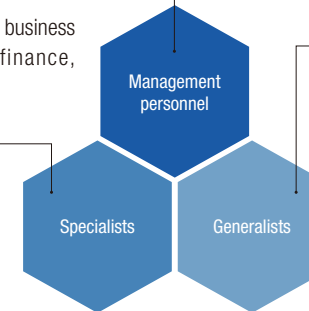 business
finance,
Management
personnel
Specialists
Generalists